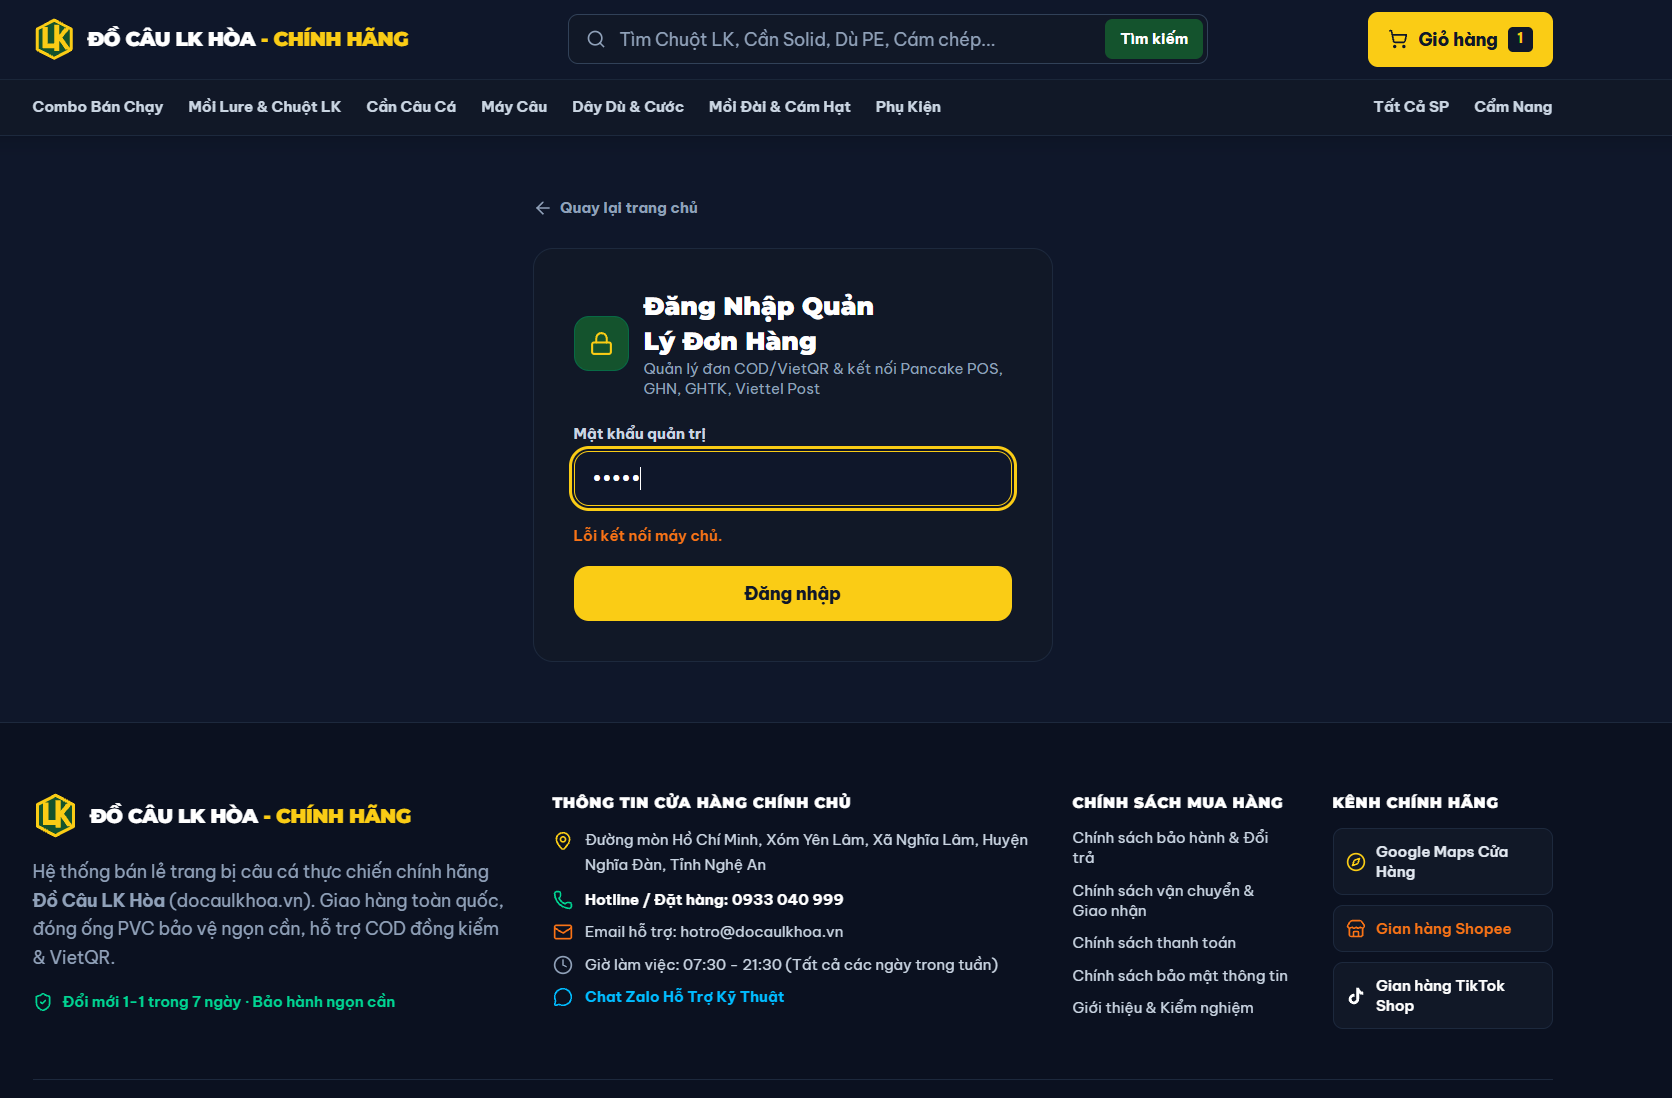 LK ĐỒ CÂU LK HÒA - CHÍNH HÃNG
Tìm Chuột LK, Cần Solid, Dù PE, Cám chép...
Tìm kiếm
Giỏ hàng 1
Combo Bán Chạy
Mồi Lure & Chuột LK
Cần Câu Cá
Máy Câu
Dây Dù & Cước
Mồi Đài & Cám Hạt
Phụ Kiện
Tất Cả SP
Cẩm Nang
Quay lại trang chủ
Đăng Nhập Quản
Lý Đơn Hàng
Quản lý đơn COD/VietQR & kết nối Pancake POS,
GHN, GHTK, Viettel Post
Mật khẩu quản trị
•••••
Lỗi kết nối máy chủ.
Đăng nhập
LK ĐỒ CÂU LK HÒA - CHÍNH HÃNG
Hệ thống bán lẻ trang bị câu cá thực chiến chính hãng
Đồ Câu LK Hòa (docaulkhoa.vn). Giao hàng toàn quốc,
đóng ống PVC bảo vệ ngọn cần, hỗ trợ COD đồng kiểm
& VietQR.
Đổi mới 1-1 trong 7 ngày · Bảo hành ngọn cần
THÔNG TIN CỬA HÀNG CHÍNH CHỦ
Đường mòn Hồ Chí Minh, Xóm Yên Lâm, Xã Nghĩa Lâm, Huyện
Nghĩa Đàn, Tỉnh Nghệ An
Hotline / Đặt hàng: 0933 040 999
Email hỗ trợ: hotro@docaulkhoa.vn
Giờ làm việc: 07:30 - 21:30 (Tất cả các ngày trong tuần)
Chat Zalo Hỗ Trợ Kỹ Thuật
CHÍNH SÁCH MUA HÀNG
Chính sách bảo hành & Đổi
trả
Chính sách vận chuyển &
Giao nhận
Chính sách thanh toán
Chính sách bảo mật thông tin
Giới thiệu & Kiểm nghiệm
KÊNH CHÍNH HÃNG
Google Maps Cửa
Hàng
Gian hàng Shopee
Gian hàng TikTok
Shop